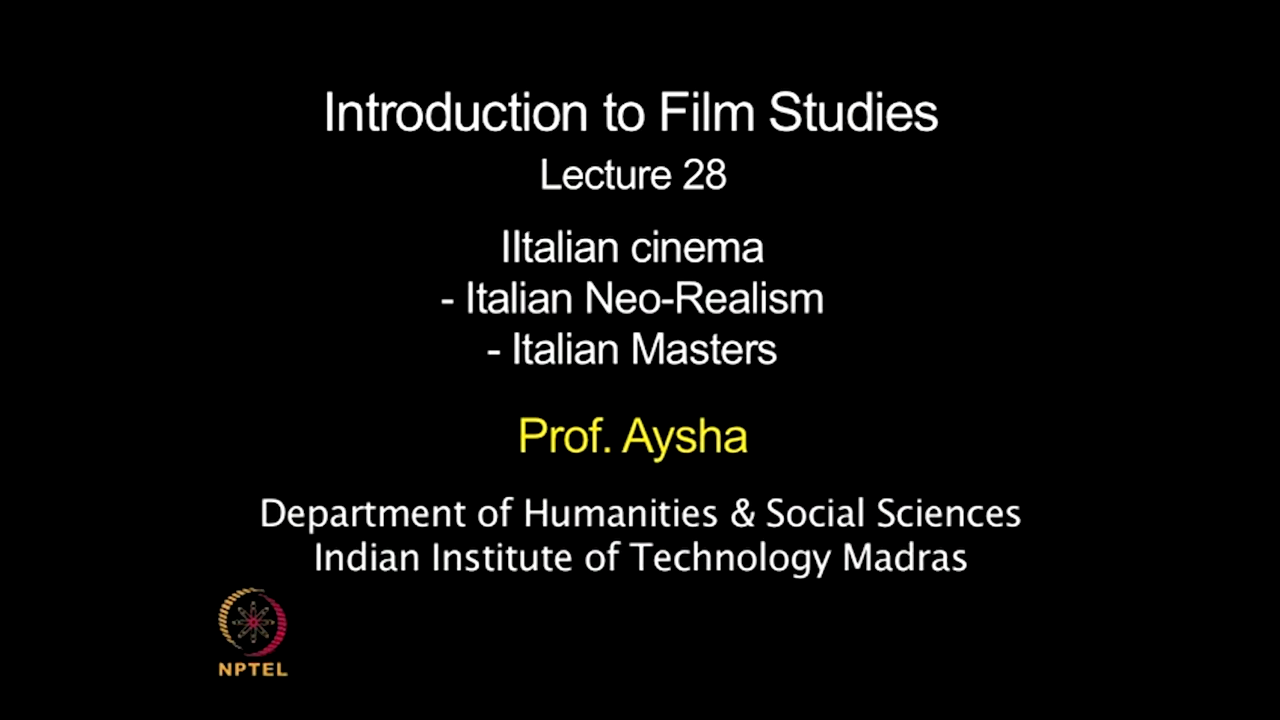 Introduction to Film Studies
Lecture 28
IItalian cinema
- Italian Neo-Realism
- Italian Masters
Prof. Aysha
Department of Humanities & Social Sciences
Indian Institute of Technology Madras
NPTEL